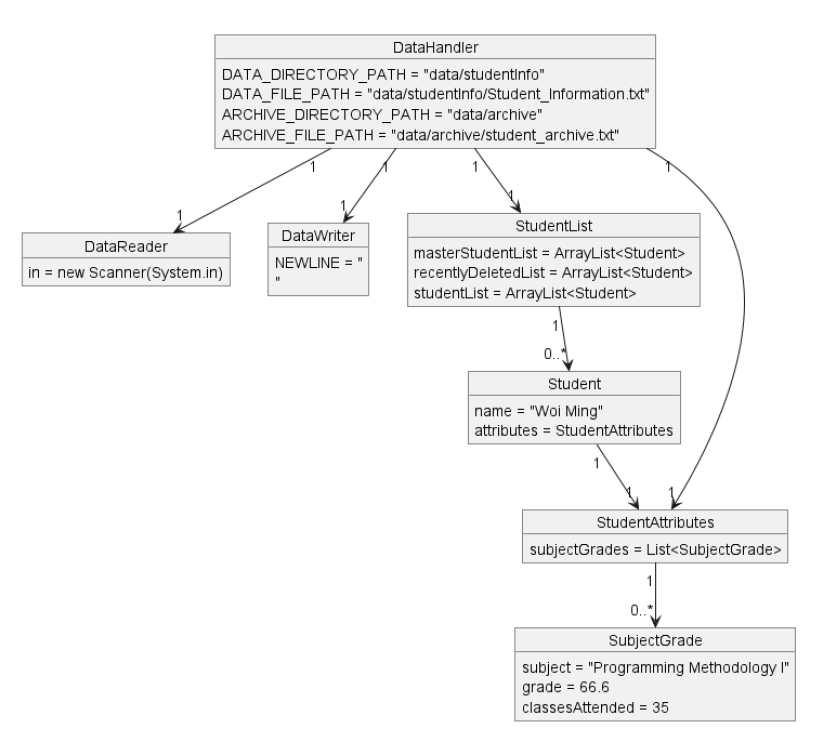 DataHandler
DATA_DIRECTORY_PATH = "data/studentInfo"
DATA_FILE_PATH = "data/studentInfo/Student_Information.txt"
ARCHIVE_DIRECTORY_PATH = "data/archive"
ARCHIVE_FILE_PATH = "data/archive/student_archive.txt"
1
1
1
1
1
1
1
DataReader
in = new Scanner(System.in)
DataWriter
NEWLINE = "
"
StudentList
masterStudentList = ArrayList<Student>
recentlyDeletedList = ArrayList<Student>
studentList = ArrayList<Student>
1
0..*
Student
name = "Woi Ming"
attributes = StudentAttributes
1
1
1
StudentAttributes
subjectGrades = List<SubjectGrade>
1
0..*
SubjectGrade
subject = "Programming Methodology I"
grade = 66.6
classesAttended = 35